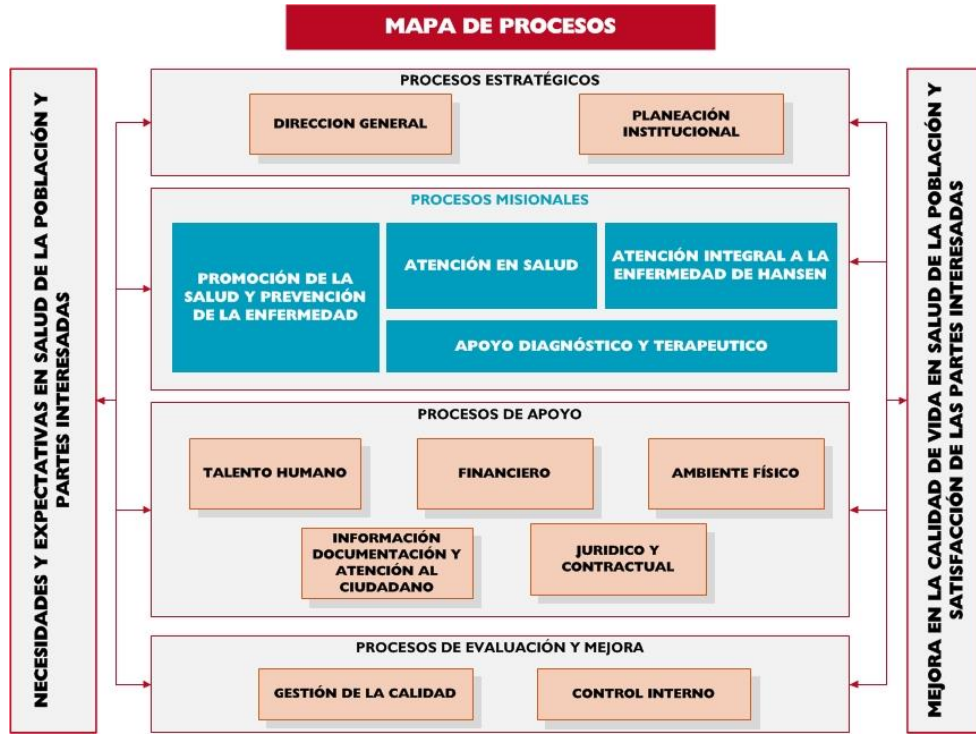 MAPA DE PROCESOS
NECESIDADES Y EXPECTATIVAS EN SALUD DE LA POBLACIÓN Y
PARTES INTERESADAS
PROCESOS ESTRATÉGICOS
DIRECCION GENERAL
PLANEACIÓN
INSTITUCIONAL
PROCESOS MISIONALES
PROMOCIÓN DE LA
SALUD Y PREVENCIÓN
DE LA ENFERMEDAD
ATENCIÓN EN SALUD
ATENCIÓN INTEGRAL A LA
ENFERMEDAD DE HANSEN
APOYO DIAGNÓSTICO Y TERAPEUTICO
PROCESOS DE APOYO
TALENTO HUMANO
FINANCIERO
AMBIENTE FÍSICO
INFORMACIÓN
DOCUMENTACIÓN Y
ATENCIÓN AL
CIUDADANO
JURIDICO Y
CONTRACTUAL
PROCESOS DE EVALUACIÓN Y MEJORA
GESTIÓN DE LA CALIDAD
CONTROL INTERNO
MEJORA EN LA CALIDAD DE VIDA EN SALUD DE LA POBLACIÓN Y
SATISFACCIÓN DE LAS PARTES INTERESADAS